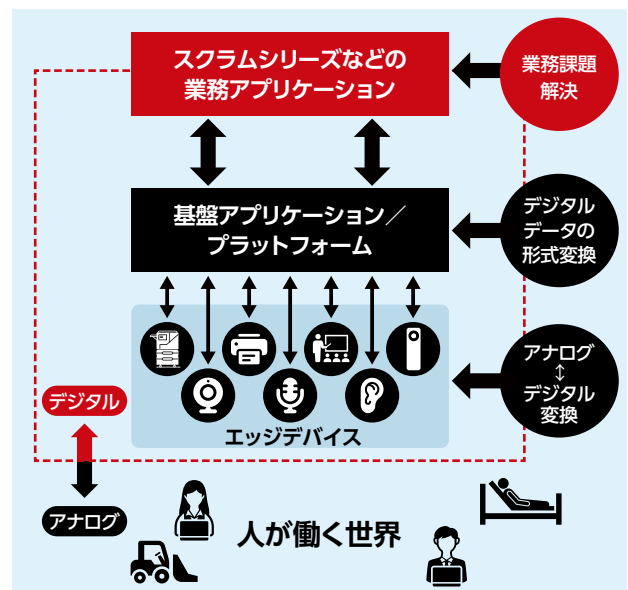 スクラムシリーズなどの
業務アプリケーション
業務課題
解決
基盤アプリケーション／
プラットフォーム
デジタル
データの
形式変換
アナログ
↕
デジタル
変換
エッジデバイス
デジタル
アナログ
人が働く世界